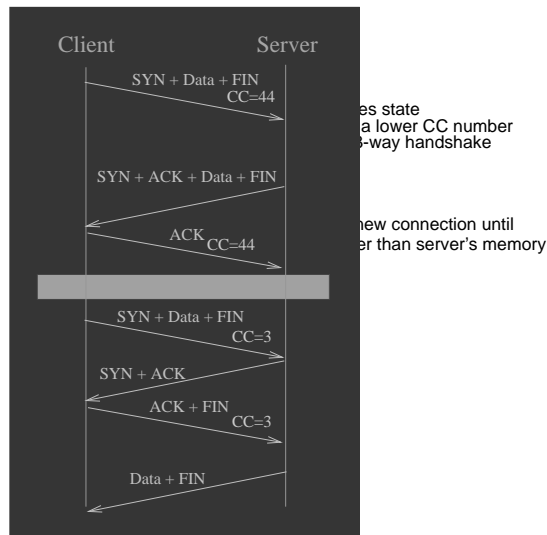 Client Server
SYN + Data + FIN
CC=44
es state
a lower CC number
3-way handshake
SYN + ACK + Data + FIN
new connection until
ACK
CC=44
er than server's memory
SYN + Data + FIN
CC=3
SYN + ACK
ACK + FIN
CC=3
Data + FIN